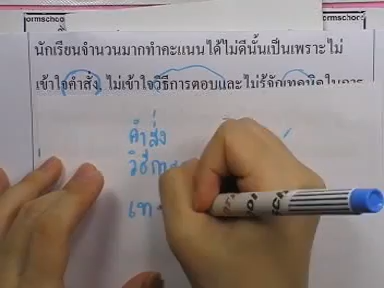 ormschool
ormschool
นักเรียนจำนวนมากทำคะแนนได้ไม่ดีนั้นเป็นเพราะไม่
เข้าใจคำสั่ง, ไม่เข้าใจวิธีการตอบและไม่รู้จักเทคนิคในการ
คำสั่ง
วิธีการ
เท